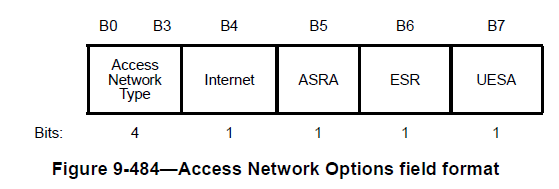 B0 B3 B4 B5 B6 B7
Access
Network
Type
Internet
ASRA
ESR
UESA
Bits: 4 1 1 1 1
Figure 9-484—Access Network Options field format